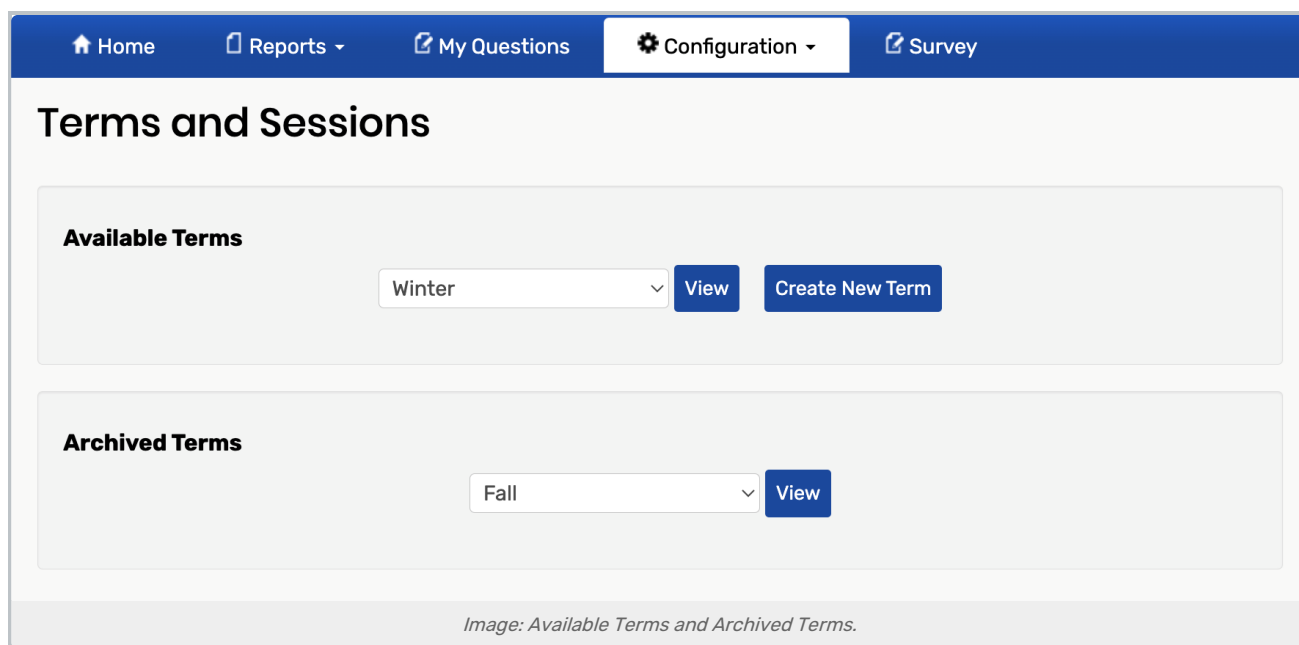 Home Reports My Questions Configuration Survey
Terms and Sessions
Available Terms
Winter View Create New Term
Archived Terms
Fall View
Image: Available Terms and Archived Terms.